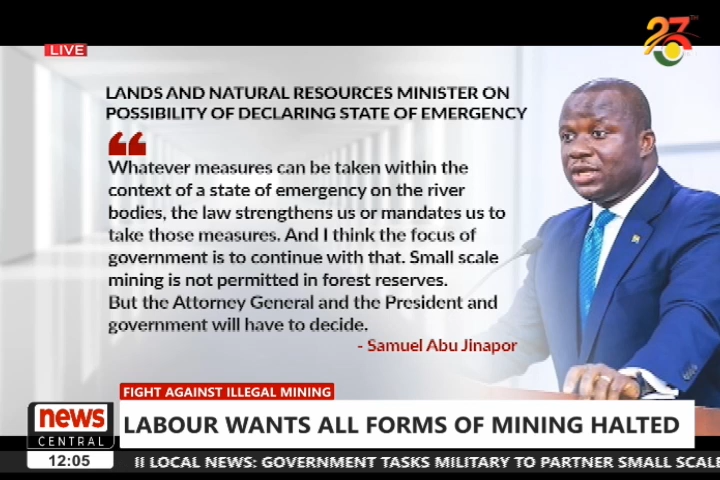 LIVE
27
LANDS AND NATURAL RESOURCES MINISTER ON
POSSIBILITY OF DECLARING STATE OF EMERGENCY
Whatever measures can be taken within the
context of a state of emergency on the river
bodies, the law strengthens us or mandates us to
take those measures. And I think the focus of
government is to continue with that. Small scale
mining is not permitted in forest reserves.
But the Attorney General and the President and
government will have to decide.
- Samuel Abu Jinapor
FIGHT AGAINST ILLEGAL MINING
news
CENTRAL
LABOUR WANTS ALL FORMS OF MINING HALTED
12:05
II LOCAL NEWS: GOVERNMENT TASKS MILITARY TO PARTNER SMALL SCALE